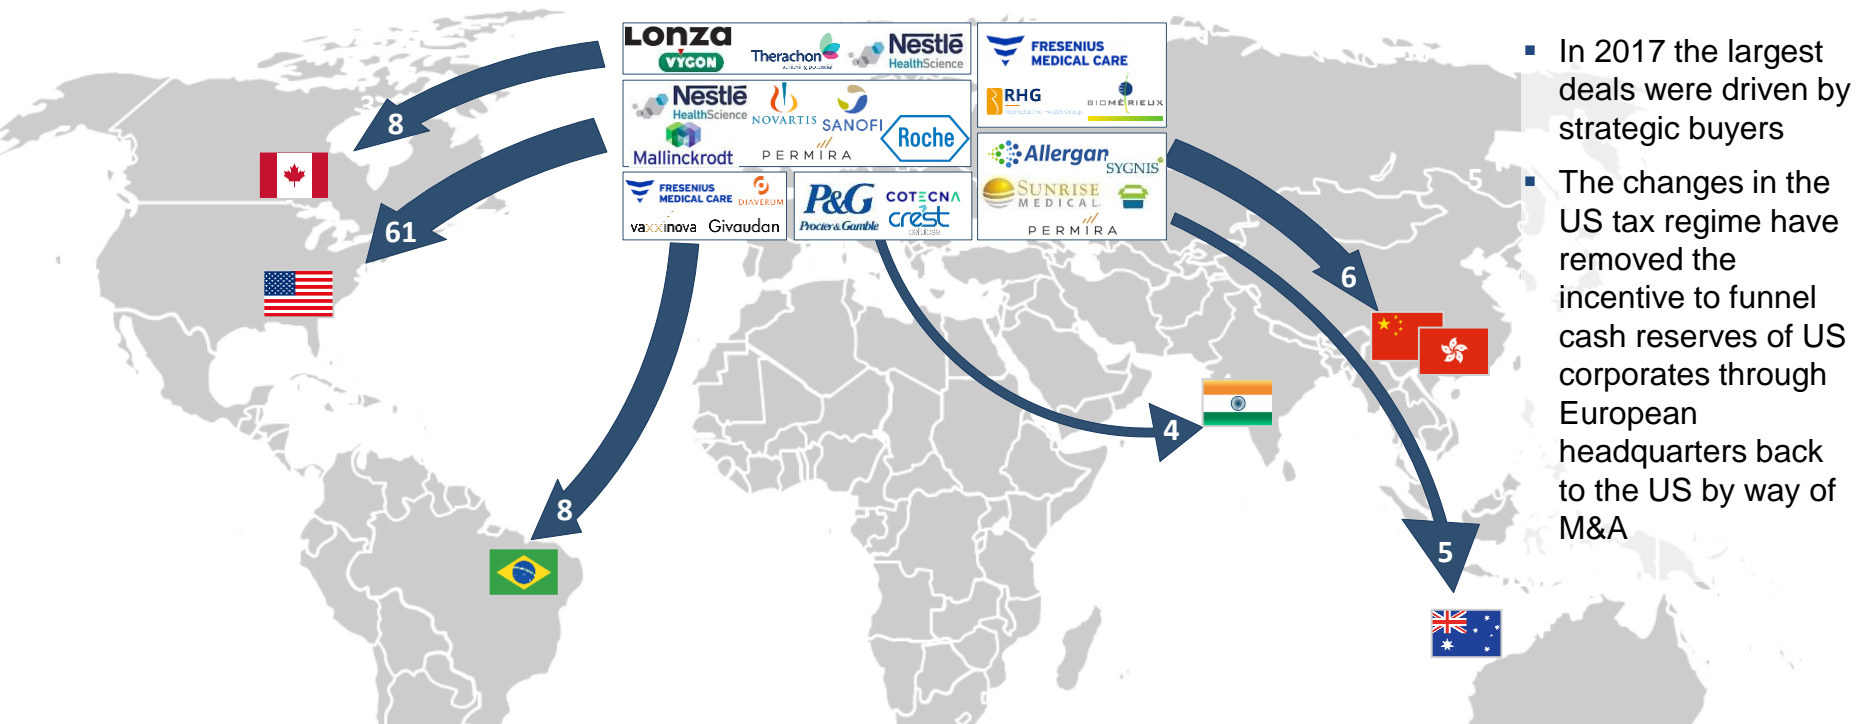 Lonza
VYGON
Therachon
achieving potential
Nestlé
HealthScience
FRESENIUS
MEDICAL CARE
RHG
BIOMÉRIEUX
Nestlé
HealthScience
NOVARTIS
SANOFI
Roche
Mallinckrodt
PERMIRA
Allergan
SYGNIS
SUNRISE
MEDICAL
PERMIRA
FRESENIUS
MEDICAL CARE
DIAVERUM
vaxxinova
Givaudan
P&G
Procter & Gamble
COTECNA
crest
cellulose
8
61
8
4
6
5
5
▪ In 2017 the largest
deals were driven by
strategic buyers
▪ The changes in the
US tax regime have
removed the
incentive to funnel
cash reserves of US
corporates through
European
headquarters back
to the US by way of
M&A